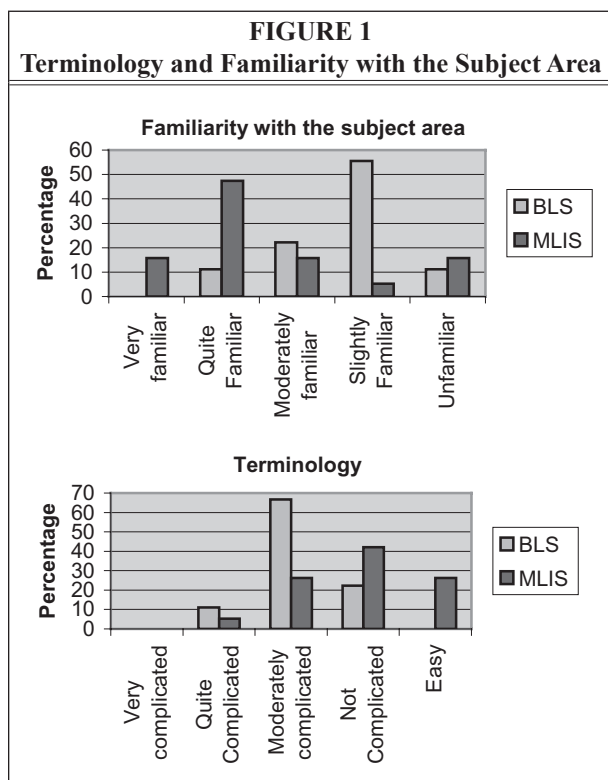 FIGURE 1
Terminology and Familiarity with the Subject Area
Familiarity with the subject area
Percentage
60
50
40
30
20
10
0
Very
familiar
Quite
Familiar
Moderately
familiar
Slightly
Familiar
Unfamiliar
BLS
MLIS
Terminology
Percentage
70
60
50
40
30
20
10
0
Very
complicated
Quite
Complicated
Moderately
complicated
Not
Complicated
Easy
BLS
MLIS